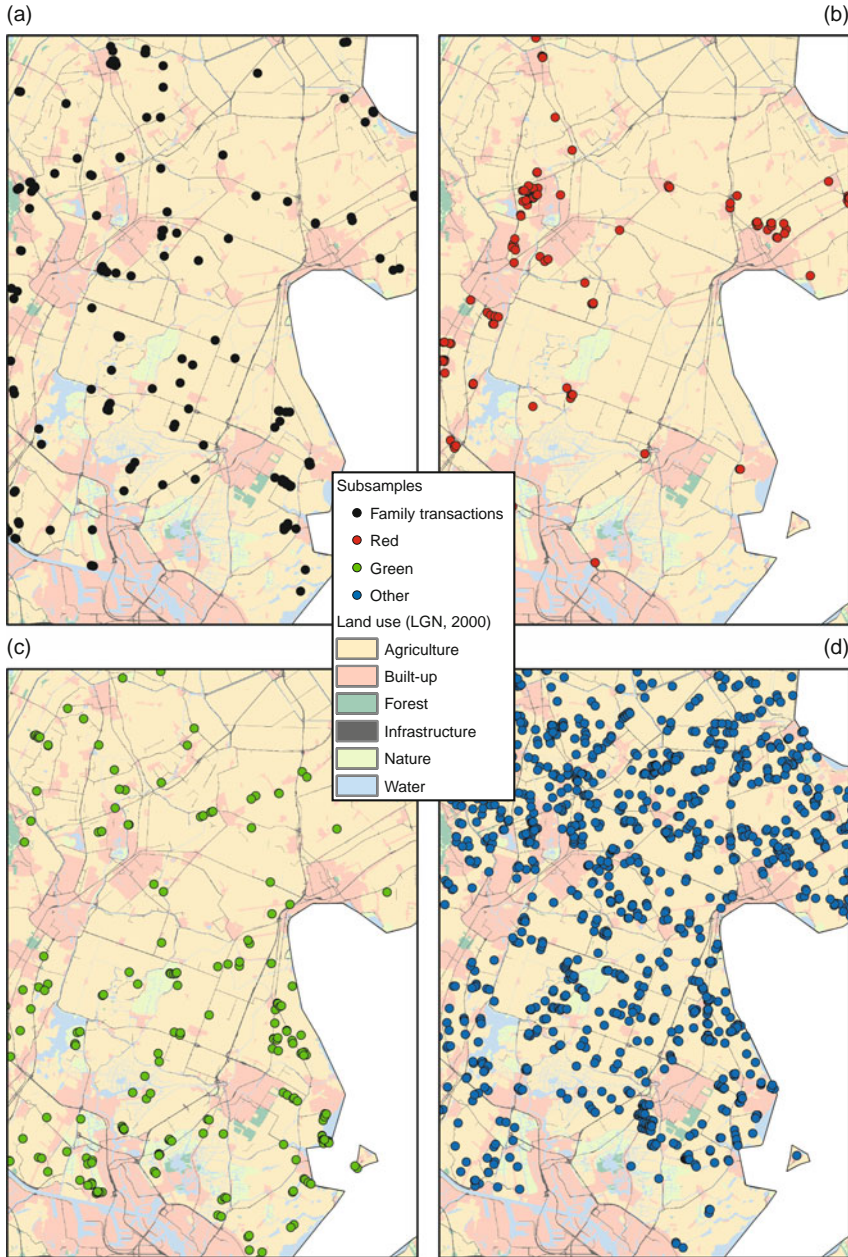 (a)
(b)
Subsamples
Family transactions
Red
Green
Other
Land use (LGN, 2000)
Agriculture
Built-up
Forest
Infrastructure
Nature
Water
(c)
(d)